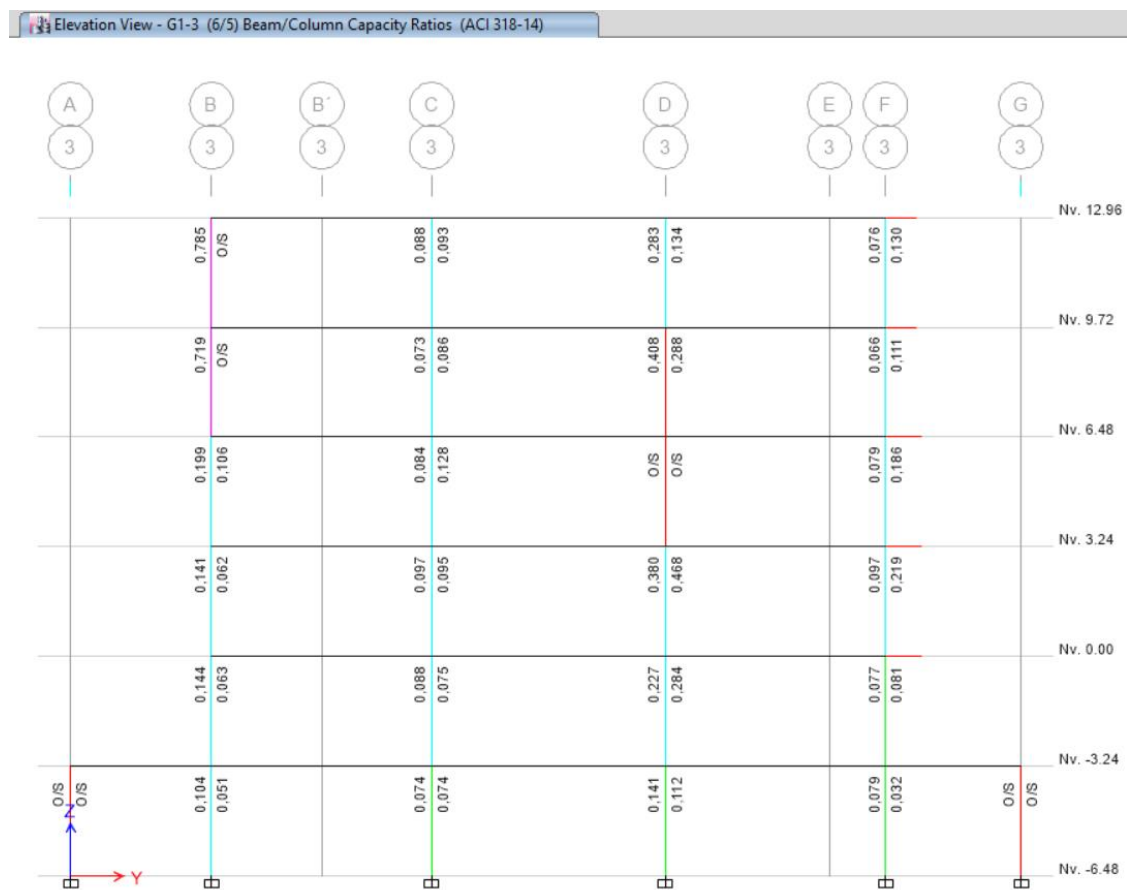 Elevation View - G1-3 (6/5) Beam/Column Capacity Ratios (ACI 318-14)
A B B´ C D E F G
3 3 3 3 3 3 3 3
Nv. 12.96
0,785 O/S 0,088 0,093 0,283 0,134 0,076 0,130
Nv. 9.72
0,719 O/S 0,073 0,086 0,408 0,288 0,066 0,111
Nv. 6.48
0,199 0,106 0,084 0,128 O/S O/S 0,079 0,186
Nv. 3.24
0,141 0,062 0,097 0,095 0,380 0,468 0,097 0,219
Nv. 0.00
0,144 0,063 0,088 0,075 0,227 0,284 0,077 0,081
Nv. -3.24
O/S O/S 0,104 0,051 0,074 0,074 0,141 0,112 0,079 0,032 O/S O/S
Z
Y
Nv. -6.48